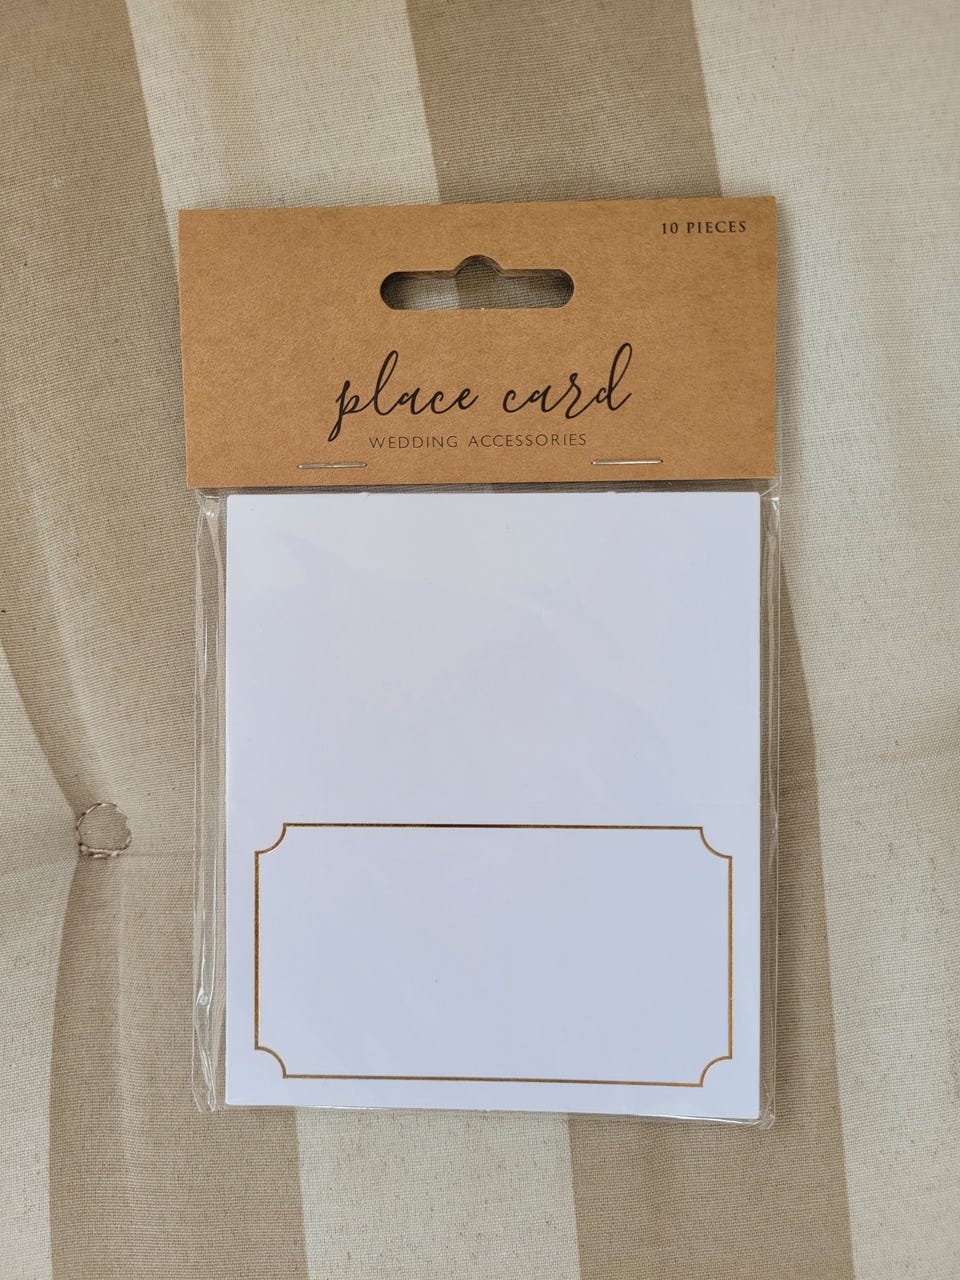 10 PIECES
place card
WEDDING ACCESSORIES